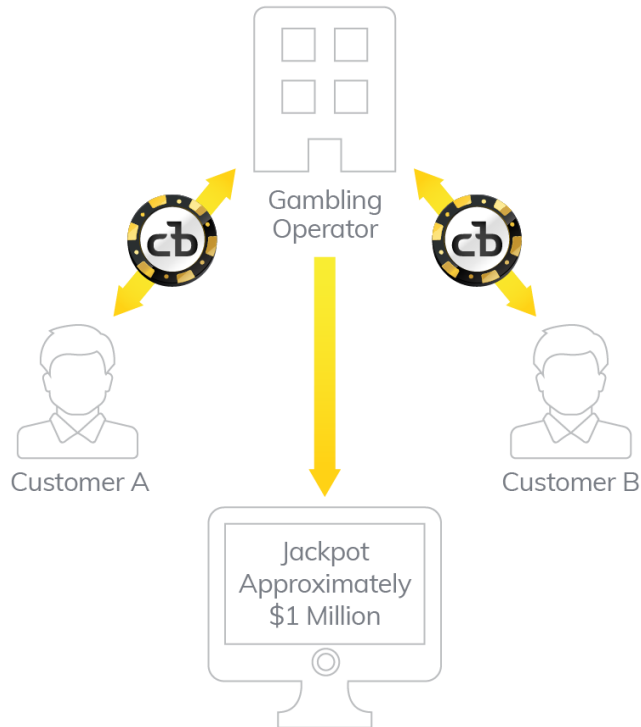 cb
cb
Gambling
Operator
Customer A
Customer B
Jackpot
Approximately
$1 Million